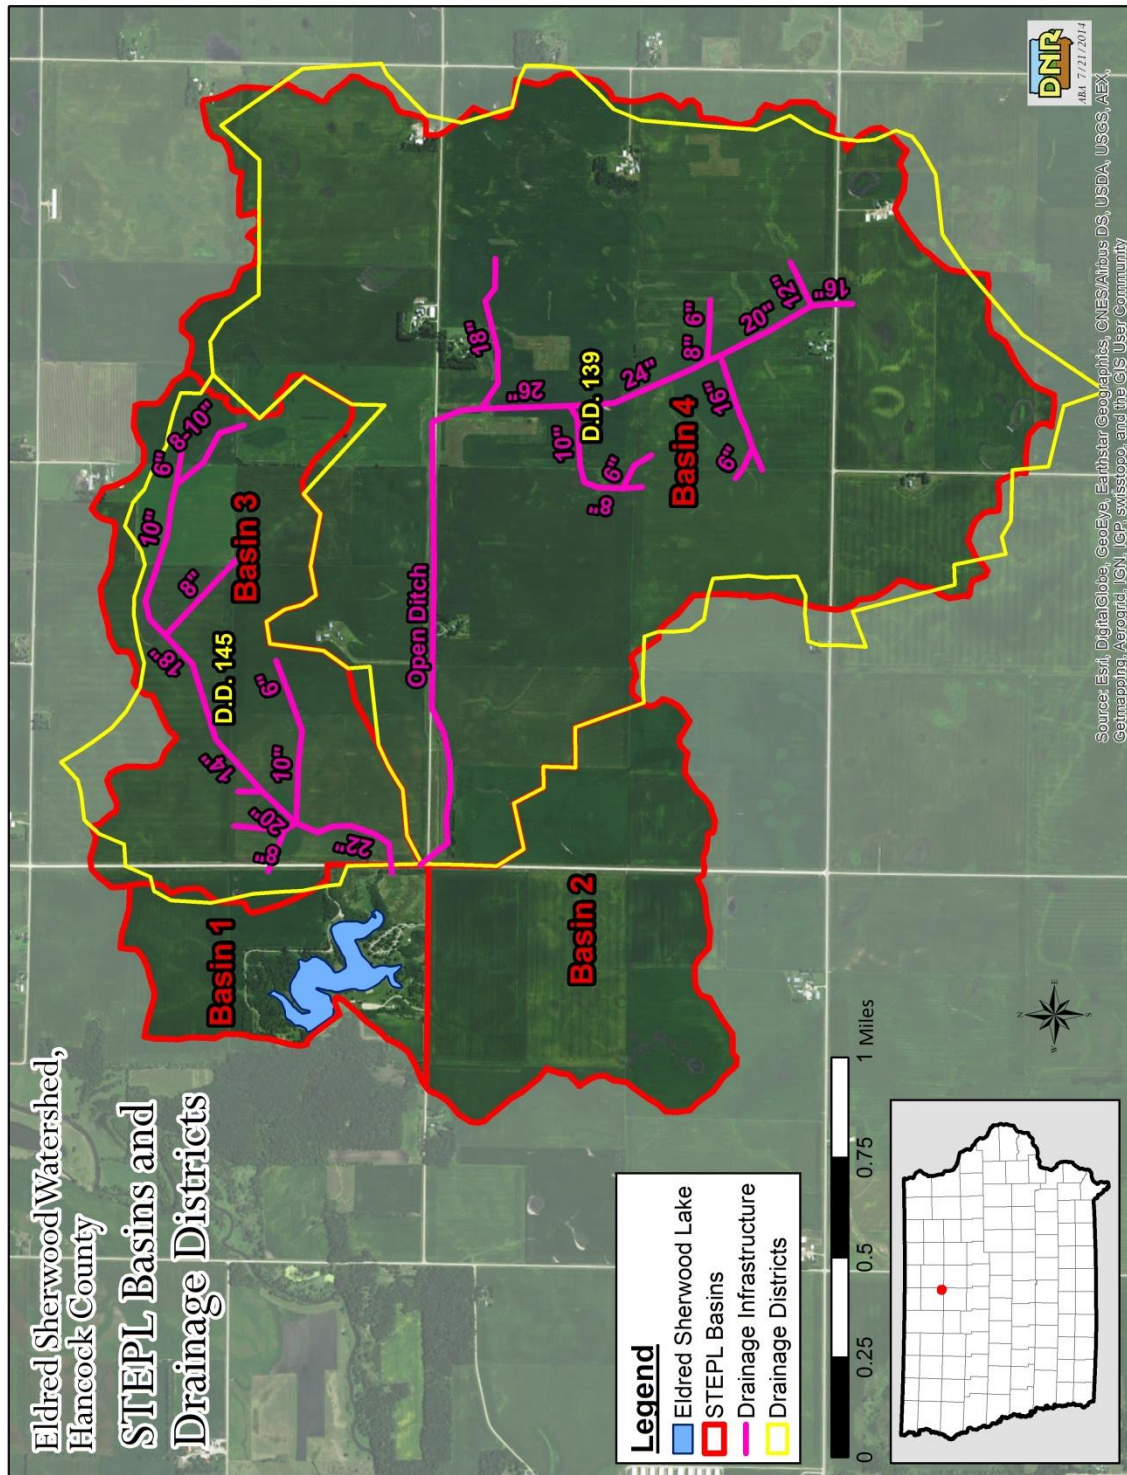 Eldred Sherwood Watershed,
Hancock County
STEPL Basins and
Drainage Districts
DNR
ABA 7/21/2014
Basin 1
Basin 2
Basin 3
Basin 4
D.D. 145
D.D. 139
Open Ditch
8"
20"
22"
14"
10"
6"
18"
8"
10"
6"
8-10"
18"
26"
10"
8"
6"
24"
8"
6"
16"
6"
20"
12"
16"
Legend
Eldred Sherwood Lake
STEPL Basins
Drainage Infrastructure
Drainage Districts
0
0.25
0.5
0.75
1 Miles
N
E
S
W
Source: Esri, DigitalGlobe, GeoEye, Earthstar Geographics, CNES/Airbus DS, USDA, USGS, AEX,
Getmapping, Aerogrid, IGN, IGP, swisstopo, and the GIS User Community